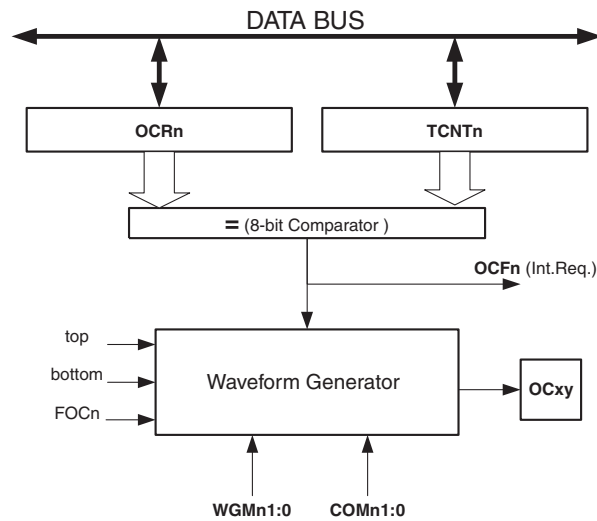 DATA BUS
OCRn
TCNTn
= (8-bit Comparator )
OCFn (Int.Req.)
top
bottom
FOCn
Waveform Generator
OCxy
WGMn1:0
COMn1:0